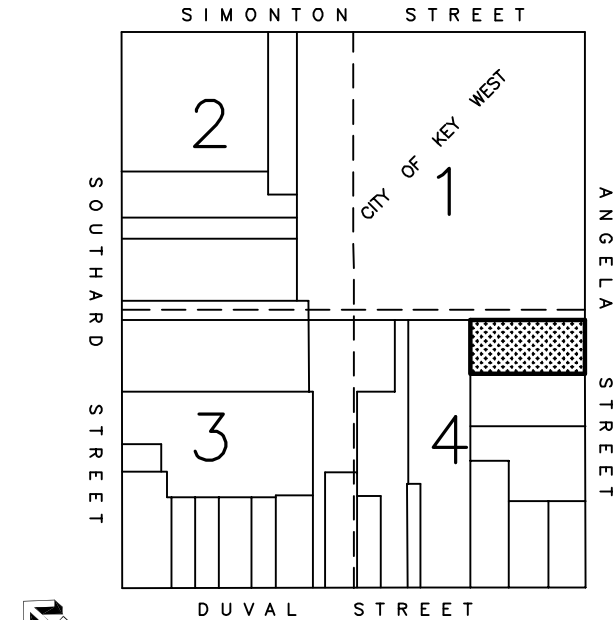 SIMONTON STREET
2
CITY OF KEY WEST
1
SOUTHARD STREET
ANGELA STREET
3
4
DUVAL STREET